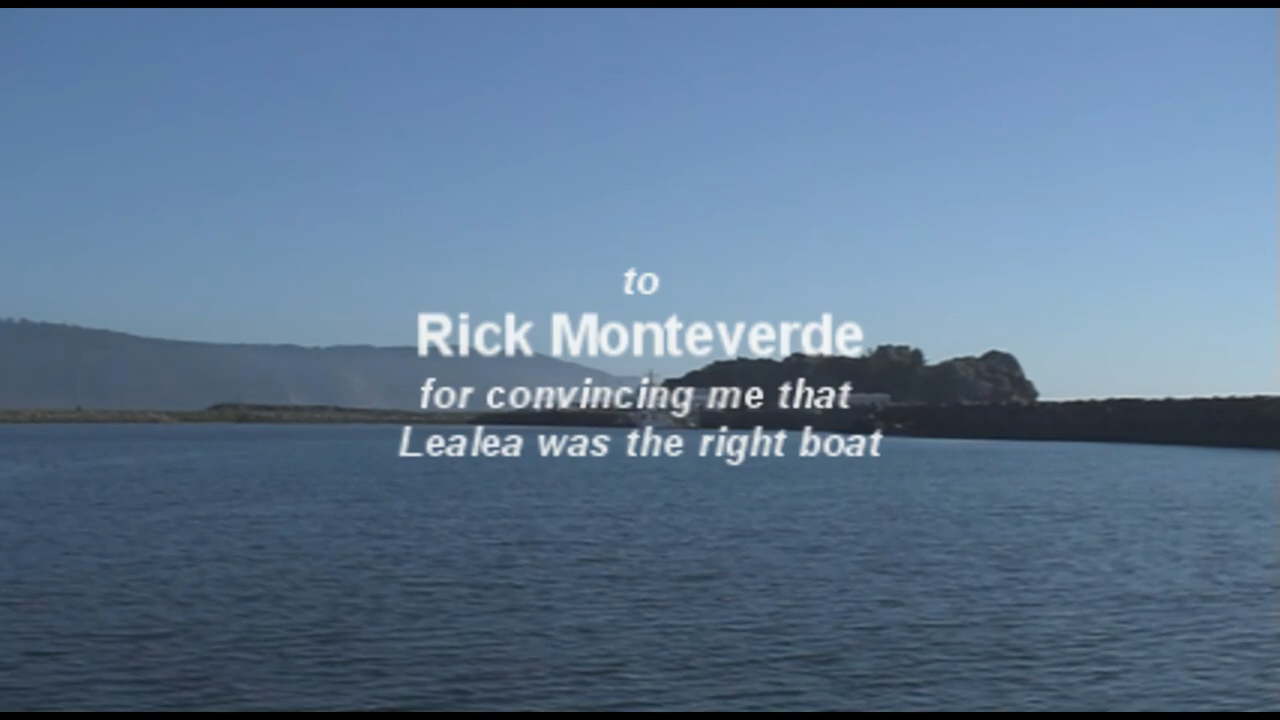 to
Rick Monteverde
for convincing me that
Lealea was the right boat